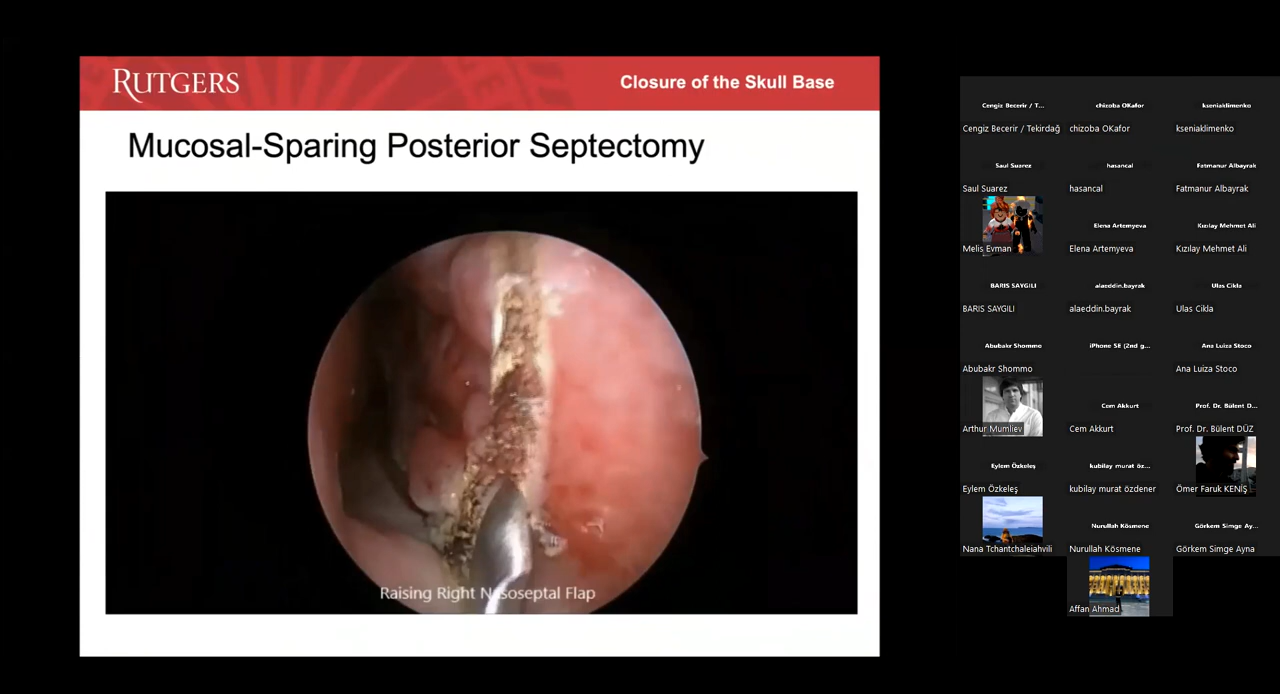 RUTGERS
Closure of the Skull Base
Mucosal-Sparing Posterior Septectomy
Raising Right Nasoseptal Flap
Cengiz Becerir / T...
chizoba OKafor
kseniaklimenko
Cengiz Becerir / Tekirdağ
chizoba OKafor
kseniaklimenko
Saul Suarez
hasancal
Fatmanur Albayrak
Saul Suarez
hasancal
Fatmanur Albayrak
Elena Artemyeva
Kızılay Mehmet Ali
Melis Evman
Elena Artemyeva
Kızılay Mehmet Ali
BARIS SAYGILI
alaeddin.bayrak
Ulas Cikla
BARIS SAYGILI
alaeddin.bayrak
Ulas Cikla
Abubakr Shommo
iPhone SE (2nd g...
Ana Luiza Stoco
Abubakr Shommo
Ana Luiza Stoco
Cem Akkurt
Prof. Dr. Bülent D...
Arthur Mumliev
Cem Akkurt
Prof. Dr. Bülent DÜZ
Eylem Özkeleş
kubilay murat öz...
Eylem Özkeleş
kubilay murat özdener
Ömer Faruk KENİŞ
Nurullah Kösmene
Görkem Simge Ay...
Nana Tchantchaleiahvili
Nurullah Kösmene
Görkem Simge Ayna
Affan Ahmad